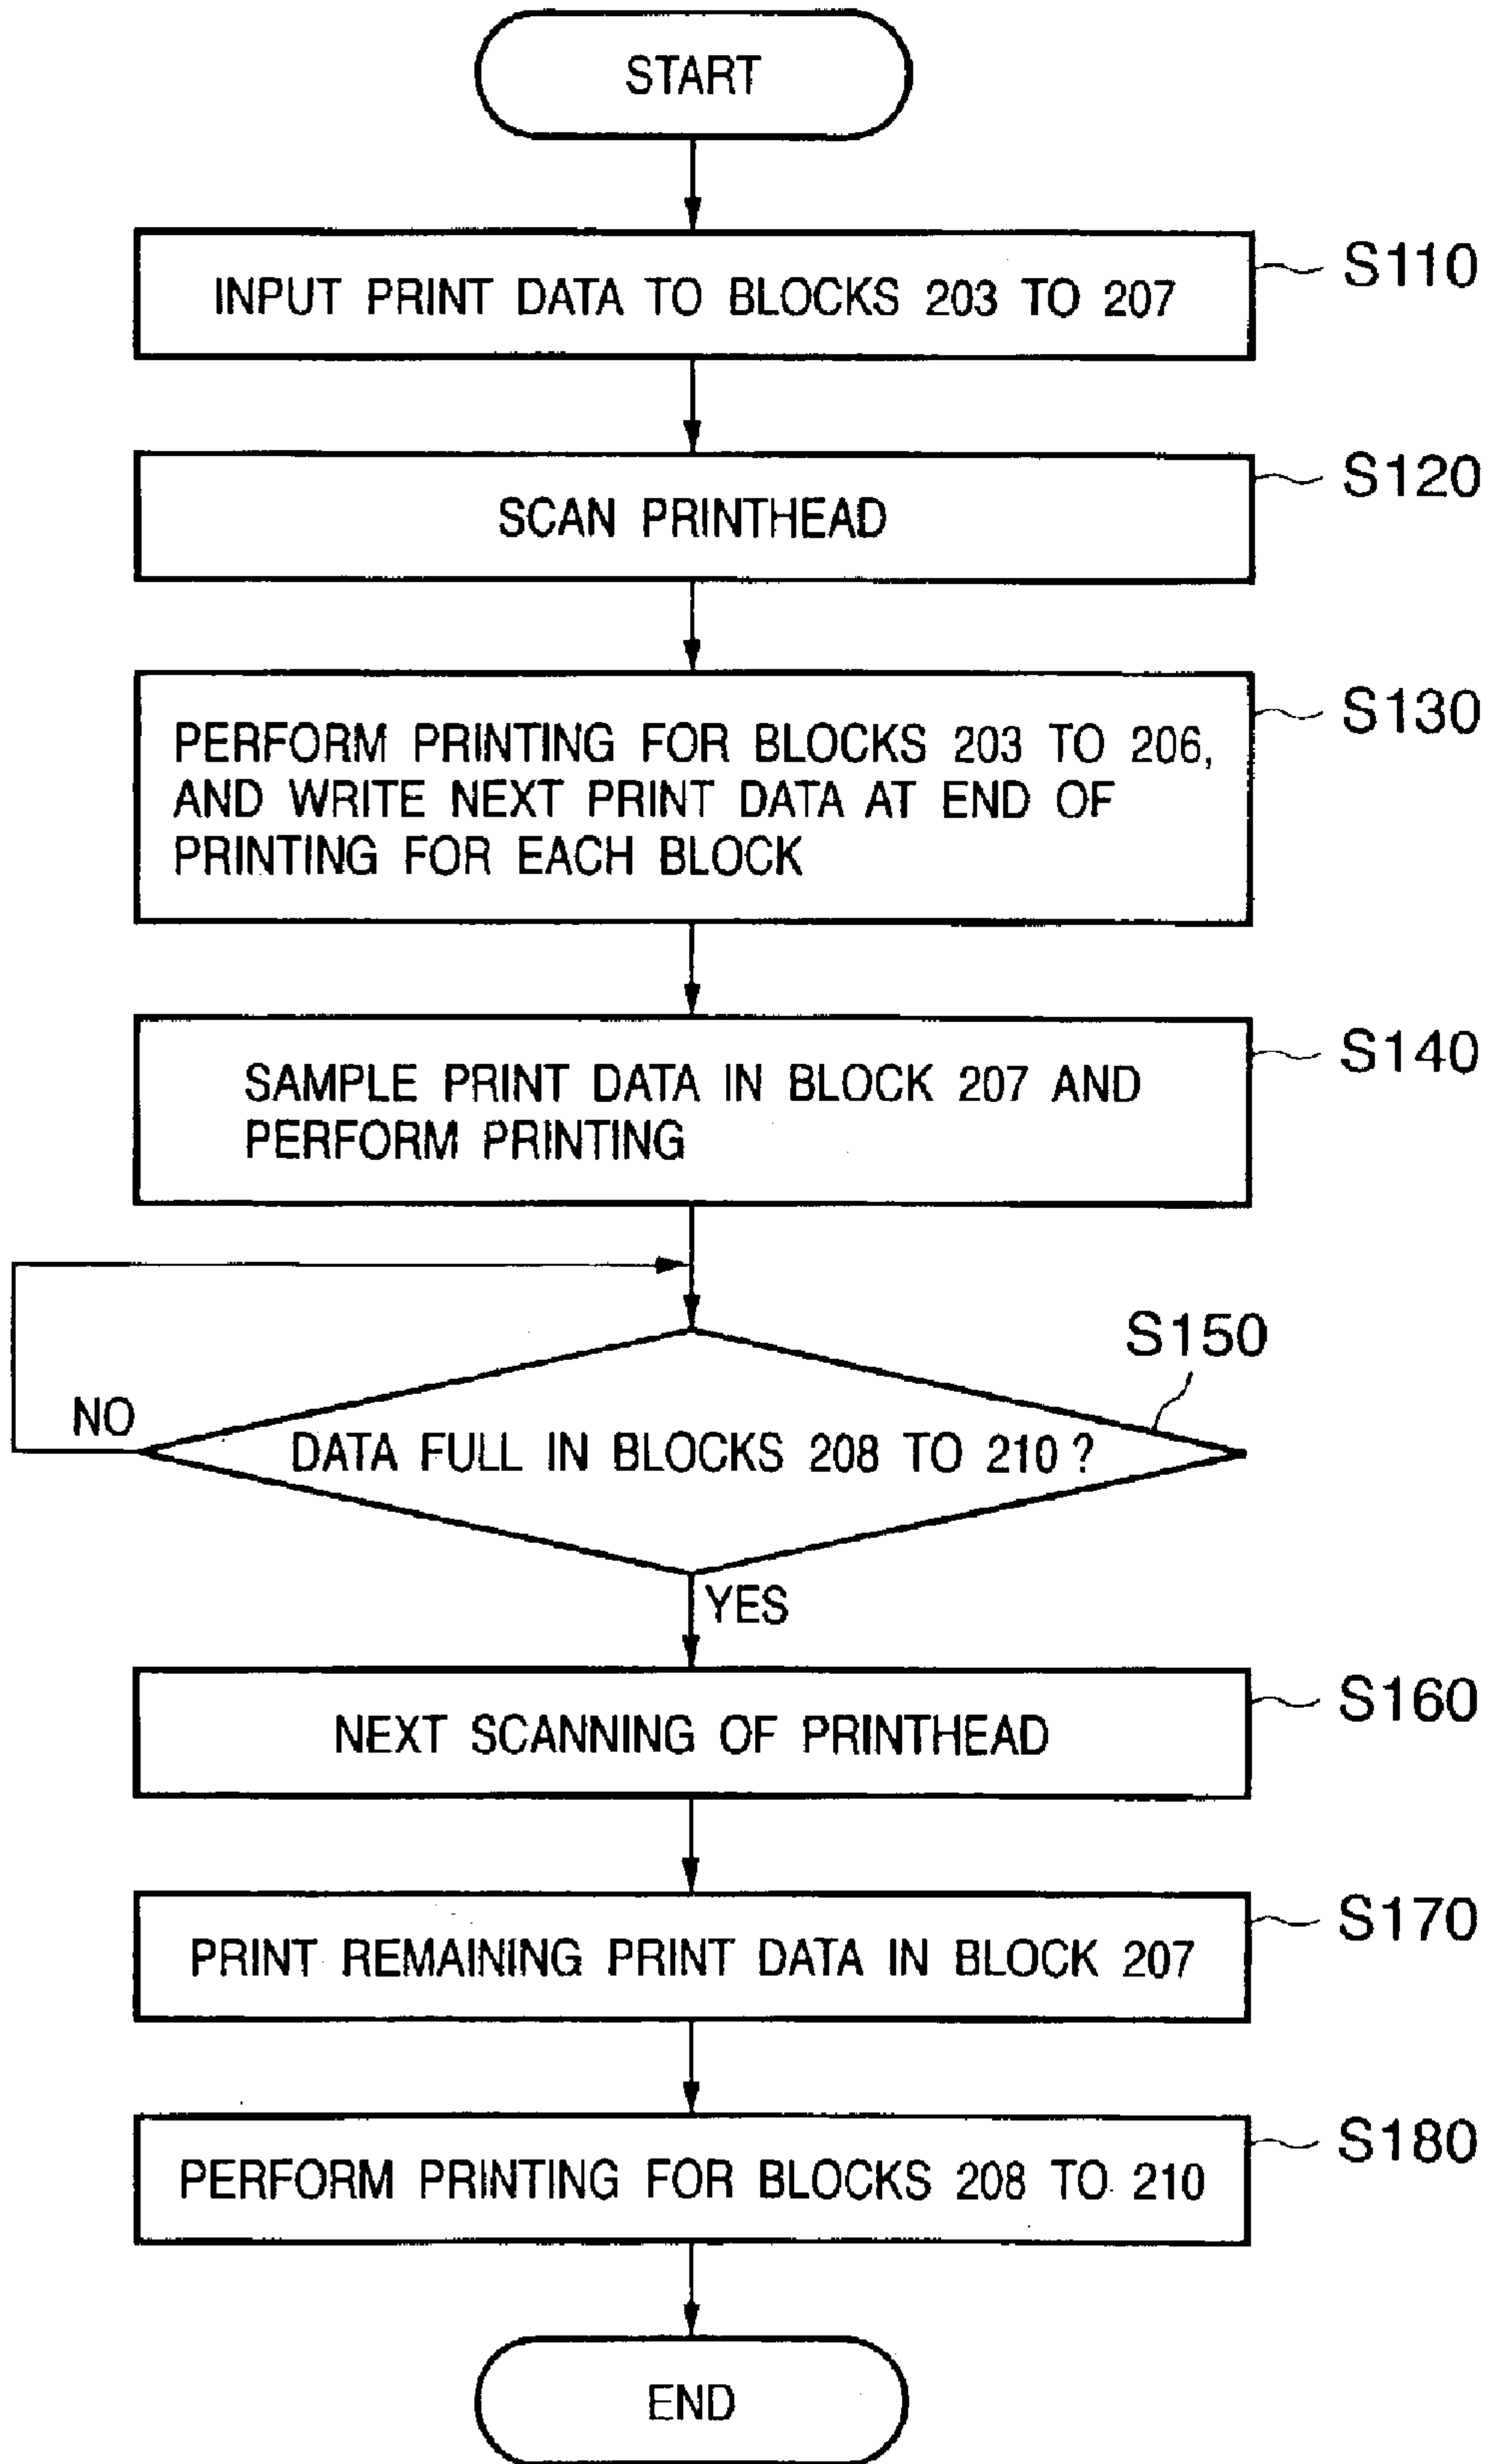 START
INPUT PRINT DATA TO BLOCKS 203 TO 207
S110
SCAN PRINTHEAD
S120
PERFORM PRINTING FOR BLOCKS 203 TO 206,
AND WRITE NEXT PRINT DATA AT END OF
PRINTING FOR EACH BLOCK
S130
SAMPLE PRINT DATA IN BLOCK 207 AND
PERFORM PRINTING
S140
S150
NO
DATA FULL IN BLOCKS 208 TO 210 ?
YES
NEXT SCANNING OF PRINTHEAD
S160
PRINT REMAINING PRINT DATA IN BLOCK 207
S170
PERFORM PRINTING FOR BLOCKS 208 TO 210
S180
END